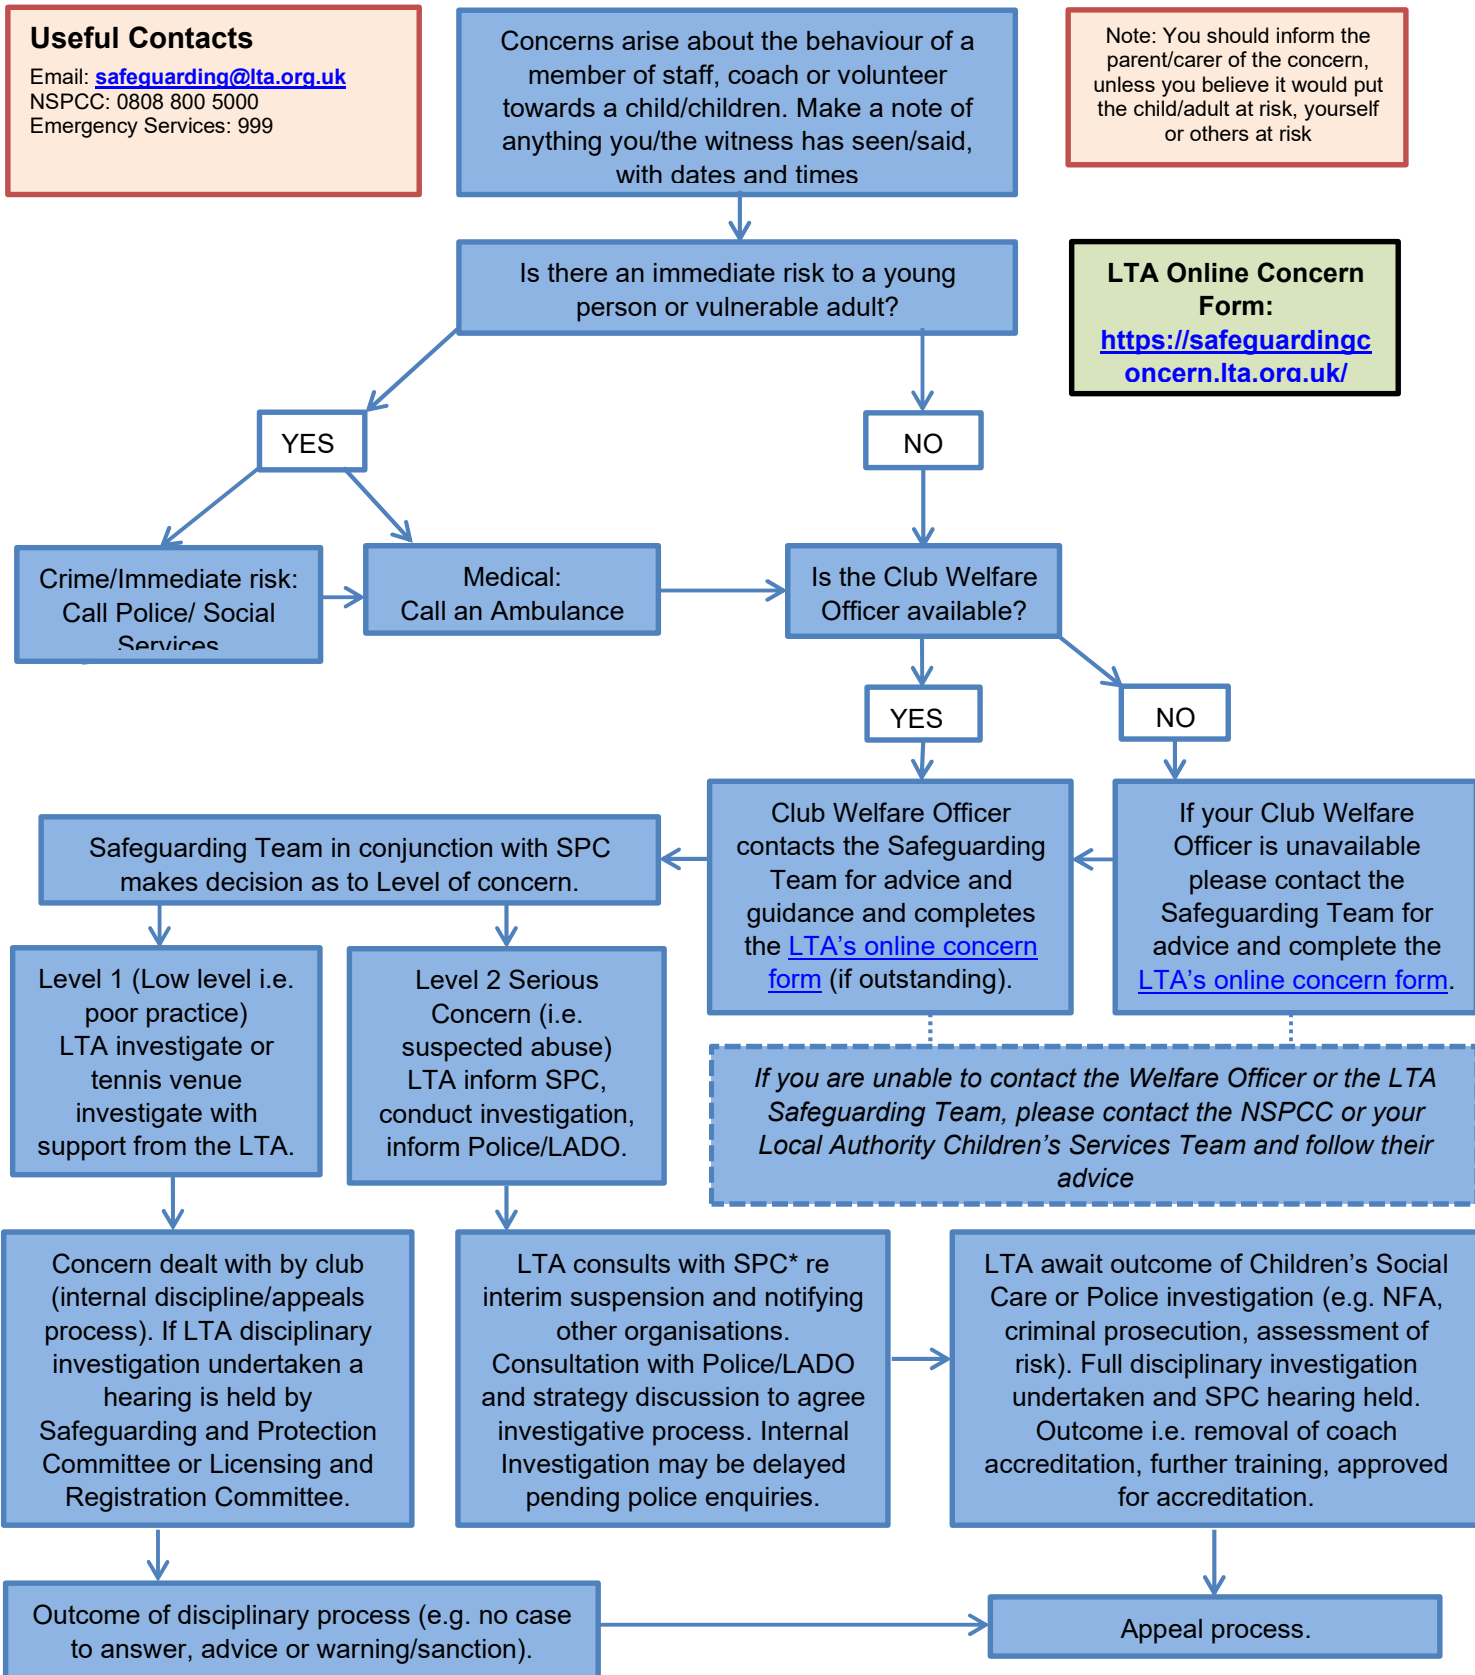 Useful Contacts
Email: safeguarding@lta.org.uk
NSPCC: 0808 800 5000
Emergency Services: 999
Concerns arise about the behaviour of a
member of staff, coach or volunteer
towards a child/children. Make a note of
anything you/the witness has seen/said,
with dates and times
Note: You should inform the
parent/carer of the concern,
unless you believe it would put
the child/adult at risk, yourself
or others at risk
Is there an immediate risk to a young
person or vulnerable adult?
LTA Online Concern
Form:
https://safeguardingc
oncern.lta.org.uk/
YES
NO
Crime/Immediate risk:
Call Police/ Social
Services
Medical:
Call an Ambulance
Is the Club Welfare
Officer available?
YES
NO
Club Welfare Officer
contacts the Safeguarding
Team for advice and
guidance and completes
the LTA's online concern
form (if outstanding).
If your Club Welfare
Officer is unavailable
please contact the
Safeguarding Team for
advice and complete the
LTA's online concern form.
Safeguarding Team in conjunction with SPC
makes decision as to Level of concern.
Level 1 (Low level i.e.
poor practice)
LTA investigate or
tennis venue
investigate with
support from the LTA.
Level 2 Serious
Concern (i.e.
suspected abuse)
LTA inform SPC,
conduct investigation,
inform Police/LADO.
If you are unable to contact the Welfare Officer or the LTA
Safeguarding Team, please contact the NSPCC or your
Local Authority Children's Services Team and follow their
advice
Concern dealt with by club
(internal discipline/appeals
process). If LTA disciplinary
investigation undertaken a
hearing is held by
Safeguarding and Protection
Committee or Licensing and
Registration Committee.
LTA consults with SPC* re
interim suspension and notifying
other organisations.
Consultation with Police/LADO
and strategy discussion to agree
investigative process. Internal
Investigation may be delayed
pending police enquiries.
LTA await outcome of Children's Social
Care or Police investigation (e.g. NFA,
criminal prosecution, assessment of
risk). Full disciplinary investigation
undertaken and SPC hearing held.
Outcome i.e. removal of coach
accreditation, further training, approved
for accreditation.
Outcome of disciplinary process (e.g. no case
to answer, advice or warning/sanction).
Appeal process.